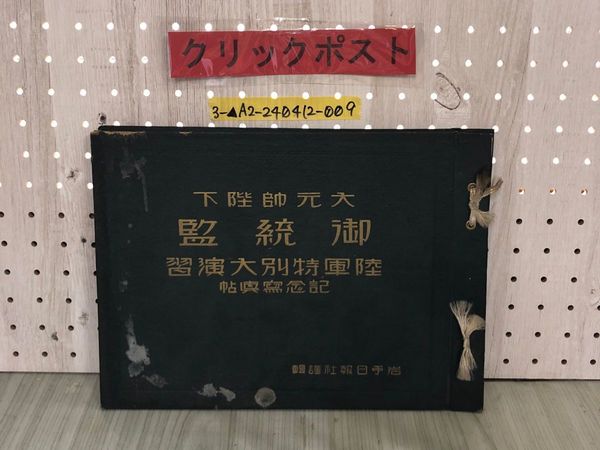 クリックポスト
3-▲A2-240412-009
大元帥陛下
御統監
陸軍特別大演習
記念寫眞帖
岩手日報社謹輯